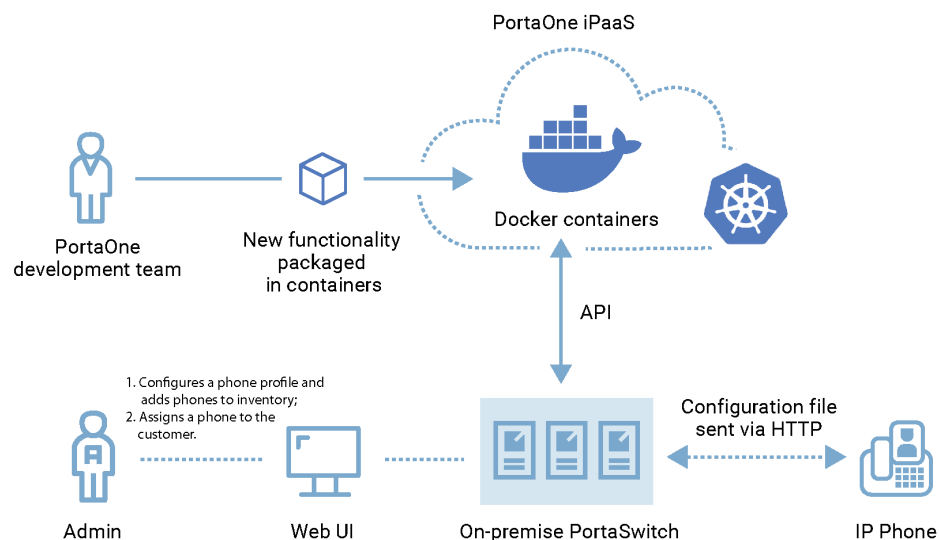 PortaOne iPaaS
Docker containers
PortaOne
development team
New functionality
packaged
in containers
API
1. Configures a phone profile and
adds phones to inventory;
2. Assigns a phone to the
customer.
Configuration file
sent via HTTP
A
Admin
Web UI
On-premise PortaSwitch
IP Phone